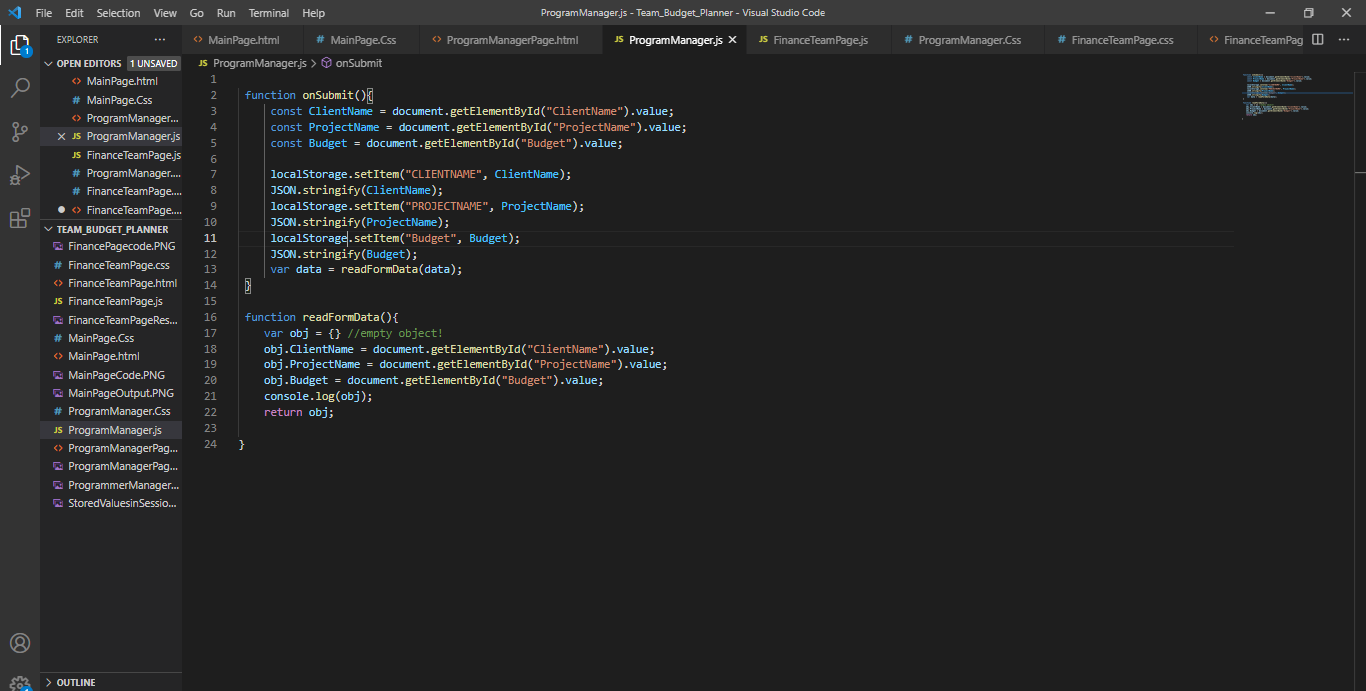 File Edit Selection View Go Run Terminal Help
ProgramManager.js - Team_Budget_Planner - Visual Studio Code
EXPLORER
MainPage.html
MainPage.Css
ProgramManagerPage.html
ProgramManager.js
FinanceTeamPage.js
ProgramManager.Css
FinanceTeamPage.css
FinanceTeamPag
1
OPEN EDITORS 1 UNSAVED
MainPage.html
MainPage.Css
ProgramManager...
ProgramManager.js
FinanceTeamPage.js
ProgramManager....
FinanceTeamPage....
FinanceTeamPage....
TEAM_BUDGET_PLANNER
FinancePagecode.PNG
FinanceTeamPage.css
FinanceTeamPage.html
FinanceTeamPage.js
FinanceTeamPageRes...
MainPage.Css
MainPage.html
MainPageCode.PNG
MainPageOutput.PNG
ProgramManager.Css
ProgramManager.js
ProgramManagerPag...
ProgramManagerPag...
ProgrammerManager...
StoredValuesinSessio...
OUTLINE
ProgramManager.js > onSubmit
1
2 function onSubmit(){
3 const ClientName = document.getElementById("ClientName").value;
4 const ProjectName = document.getElementById("ProjectName").value;
5 const Budget = document.getElementById("Budget").value;
6
7 localStorage.setItem("CLIENTNAME", ClientName);
8 JSON.stringify(ClientName);
9 localStorage.setItem("PROJECTNAME", ProjectName);
10 JSON.stringify(ProjectName);
11 localStorage.setItem("Budget", Budget);
12 JSON.stringify(Budget);
13 var data = readFormData(data);
14 }
15
16 function readFormData(){
17 var obj = {} //empty object!
18 obj.ClientName = document.getElementById("ClientName").value;
19 obj.ProjectName = document.getElementById("ProjectName").value;
20 obj.Budget = document.getElementById("Budget").value;
21 console.log(obj);
22 return obj;
23
24 }